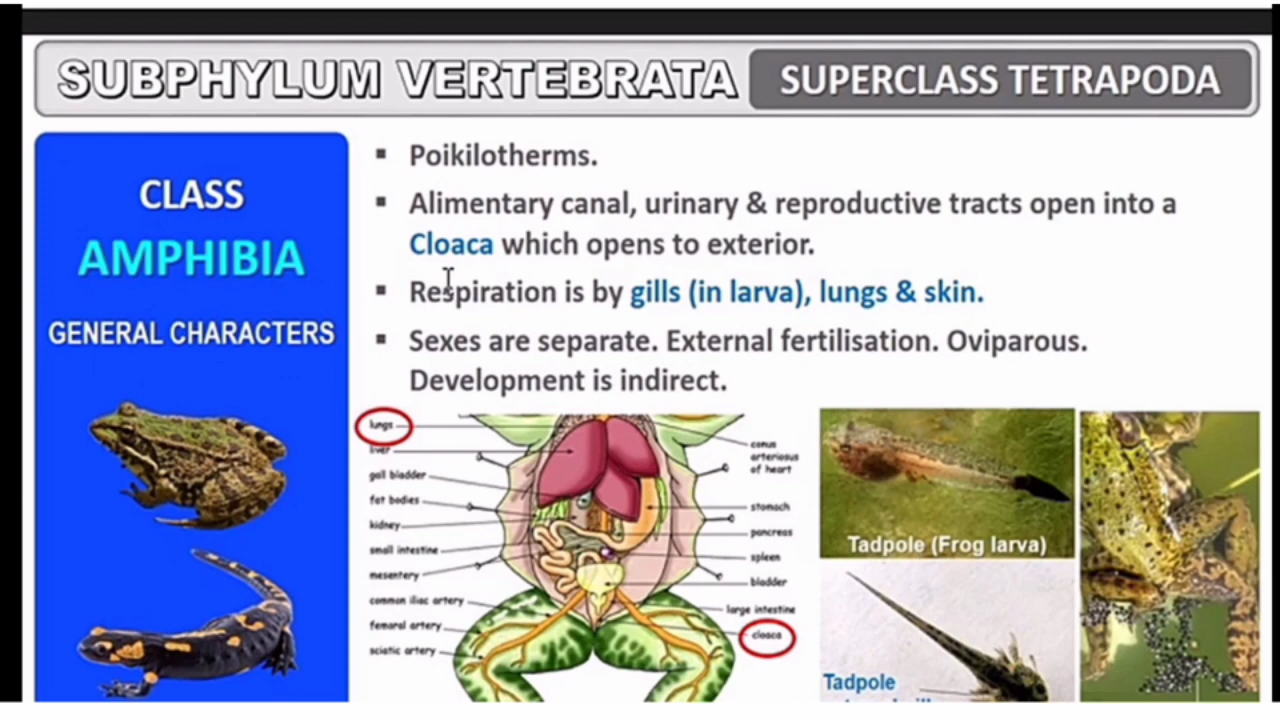 SUBPHYLUM VERTEBRATA
SUPERCLASS TETRAPODA
CLASS
AMPHIBIA
GENERAL CHARACTERS
▪ Poikilotherms.
▪ Alimentary canal, urinary & reproductive tracts open into a
Cloaca which opens to exterior.
▪ Respiration is by gills (in larva), lungs & skin.
▪ Sexes are separate. External fertilisation. Oviparous.
Development is indirect.
lungs
liver
gall bladder
fat bodies
kidney
small intestine
mesentery
common iliac artery
femoral artery
sciatic artery
conus
arteriosus
of heart
stomach
pancreas
spleen
bladder
large intestine
cloaca
Tadpole (Frog larva)
Tadpole